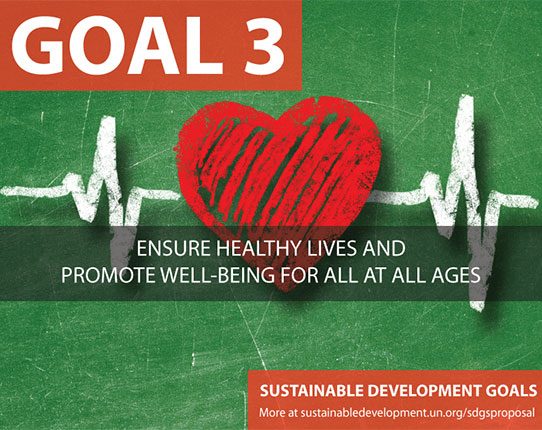 GOAL 3
ENSURE HEALTHY LIVES AND
PROMOTE WELL-BEING FOR ALL AT ALL AGES
SUSTAINABLE DEVELOPMENT GOALS
More at sustainabledevelopment.un.org/sdgsproposal